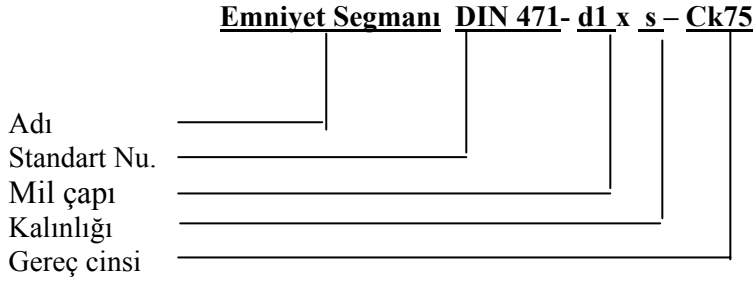 Emniyet Segmanı DIN 471- d1 x s – Ck75
Adı
Standart Nu.
Mil çapı
Kalınlığı
Gereç cinsi